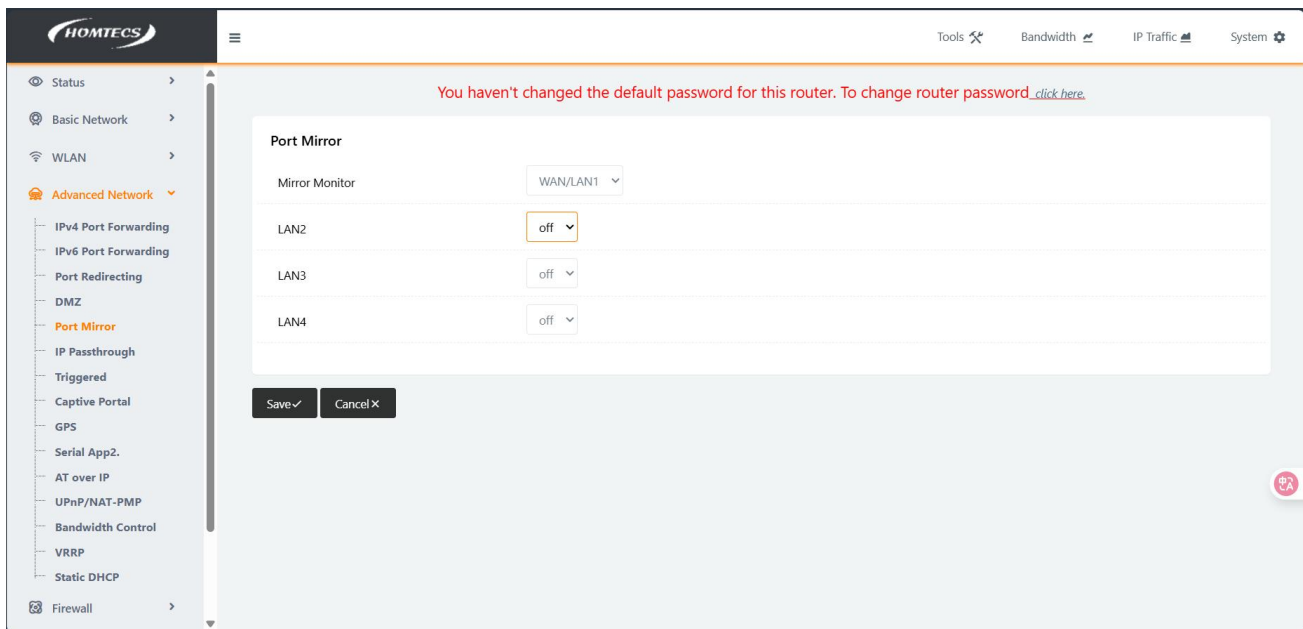 HOMTECS
Tools Bandwidth IP Traffic System
Status
Basic Network
WLAN
Advanced Network
IPv4 Port Forwarding
IPv6 Port Forwarding
Port Redirecting
DMZ
Port Mirror
IP Passthrough
Triggered
Captive Portal
GPS
Serial App2.
AT over IP
UPnP/NAT-PMP
Bandwidth Control
VRRP
Static DHCP
Firewall
You haven't changed the default password for this router. To change router password click here.
Port Mirror
Mirror Monitor WAN/LAN1
LAN2 off
LAN3 off
LAN4 off
Save Cancel
中A